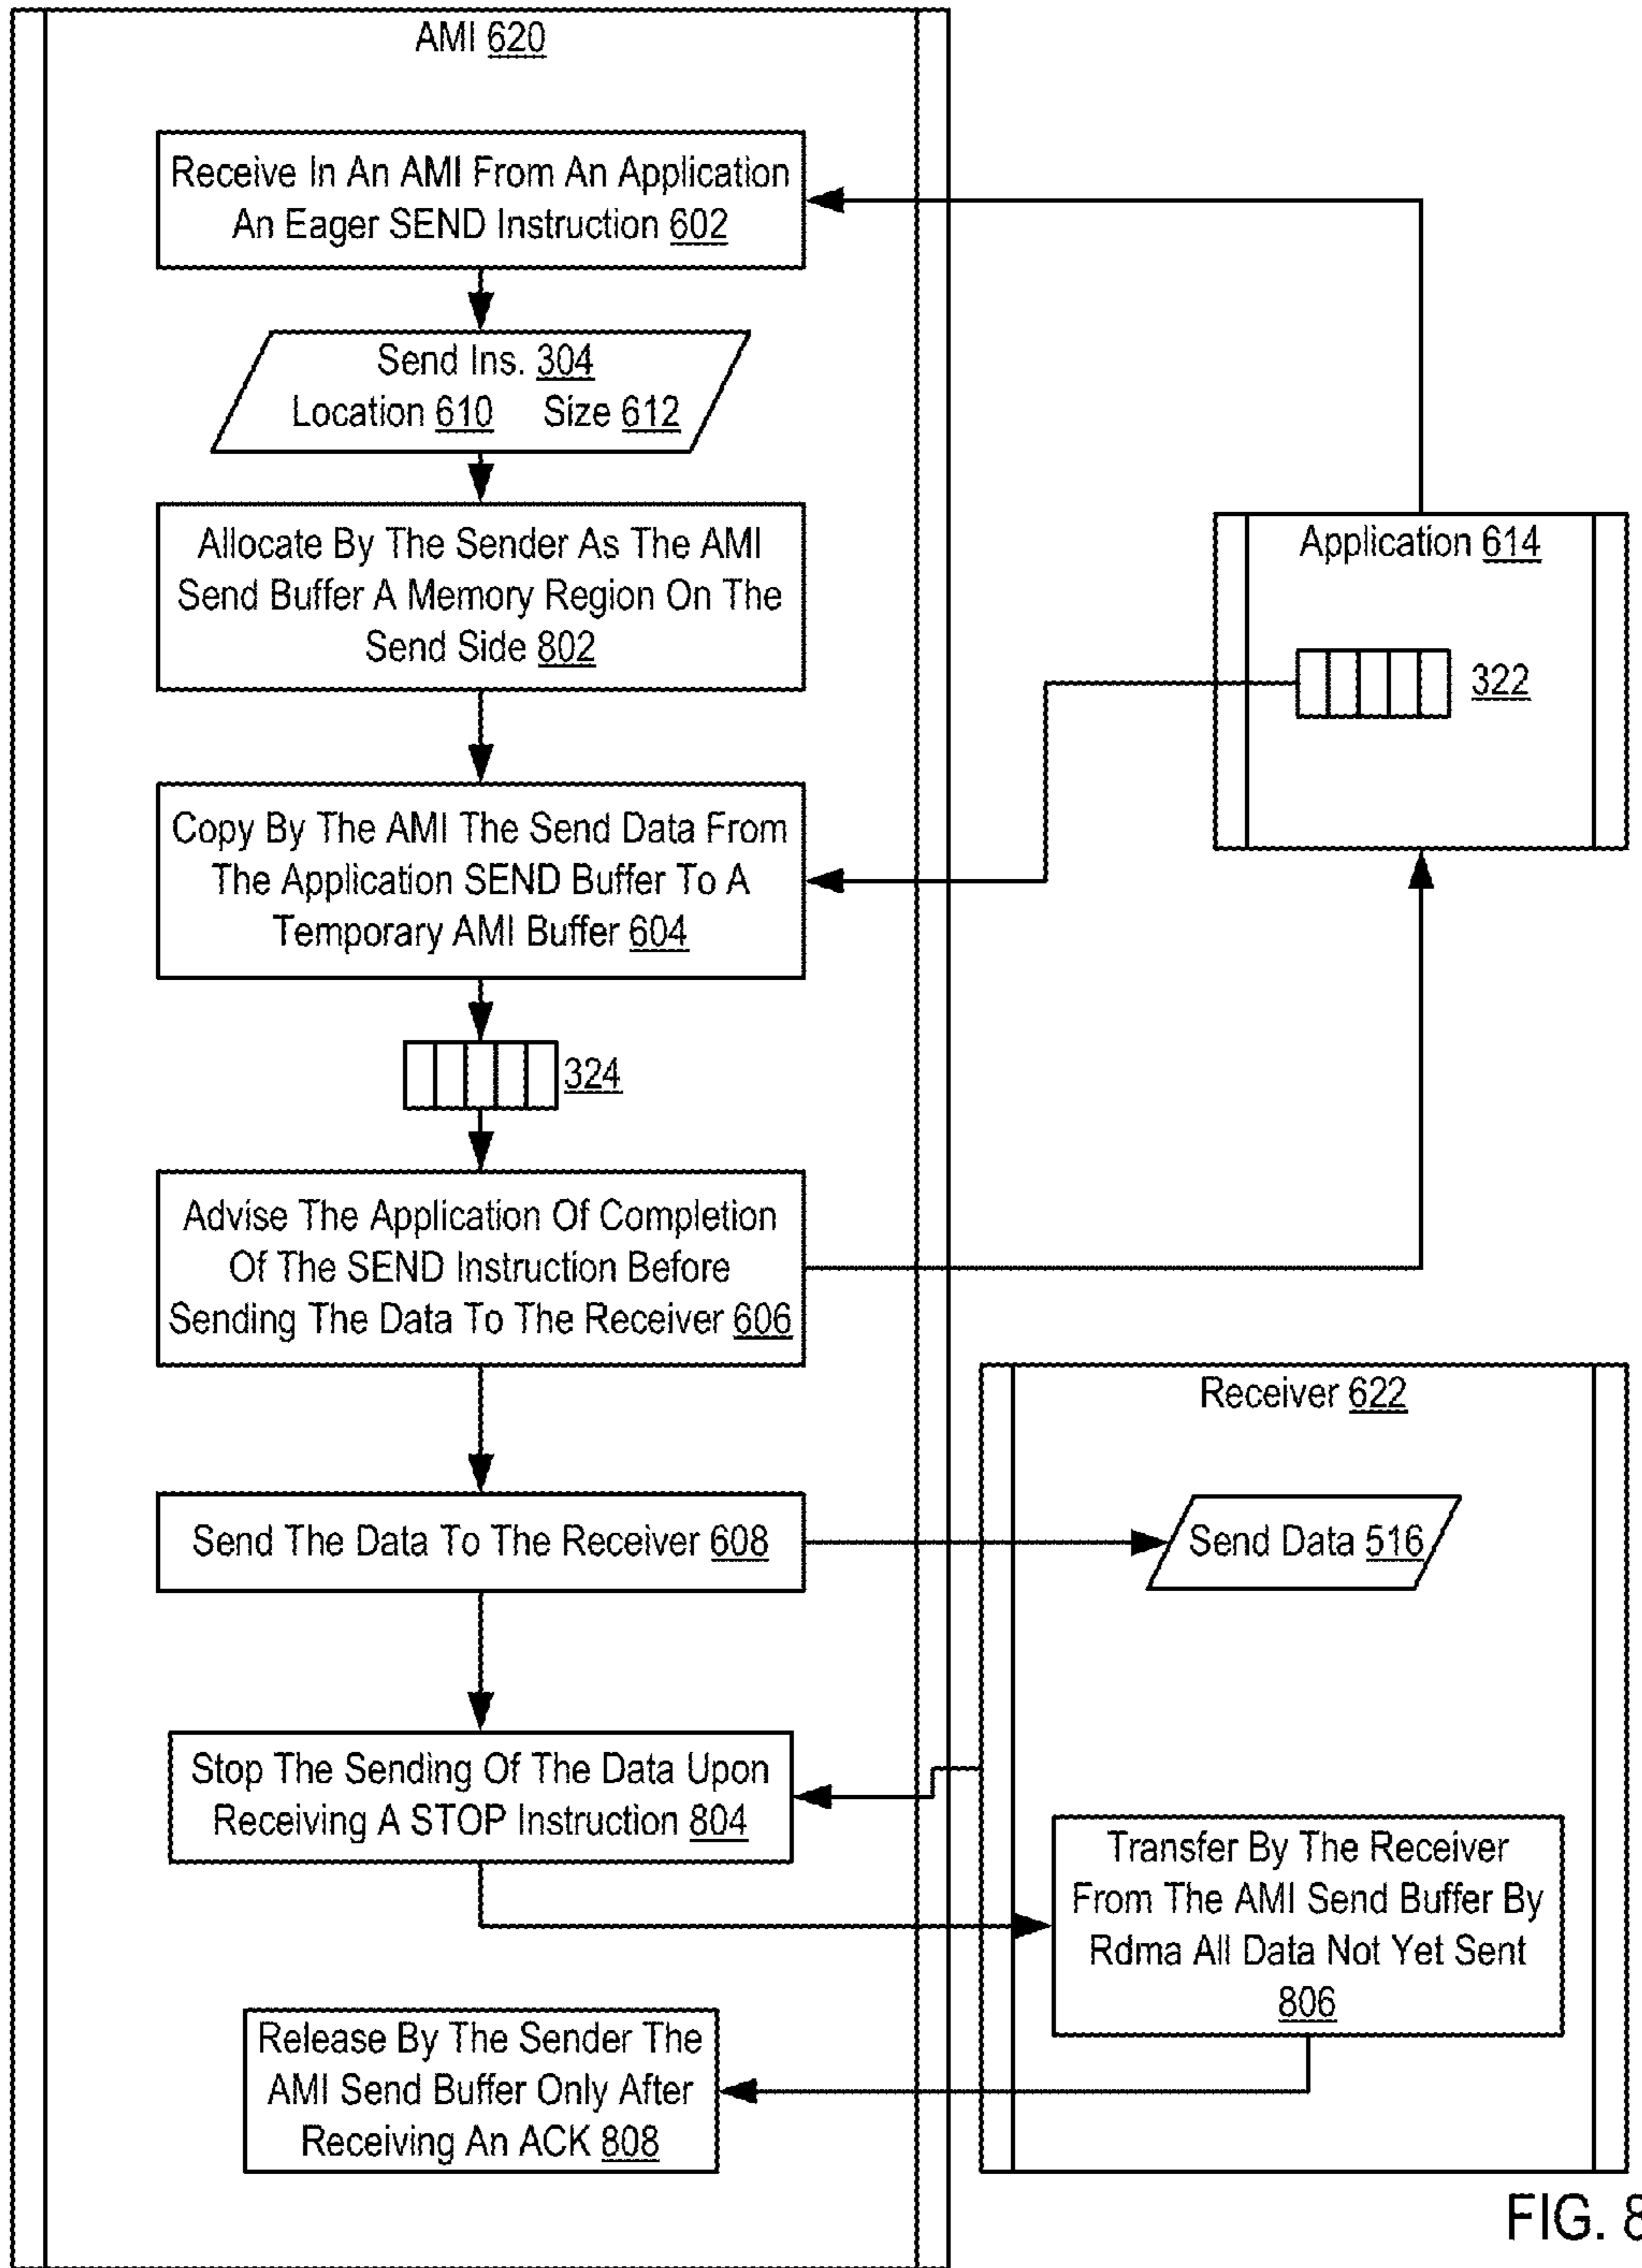 AMI 620
Receive In An AMI From An Application
An Eager SEND Instruction 602
Send Ins. 304
Location 610 Size 612
Allocate By The Sender As The AMI
Send Buffer A Memory Region On The
Send Side 802
Application 614
322
Copy By The AMI The Send Data From
The Application SEND Buffer To A
Temporary AMI Buffer 604
324
Advise The Application Of Completion
Of The SEND Instruction Before
Sending The Data To The Receiver 606
Receiver 622
Send The Data To The Receiver 608
Send Data 516
Stop The Sending Of The Data Upon
Receiving A STOP Instruction 804
Transfer By The Receiver
From The AMI Send Buffer By
Rdma All Data Not Yet Sent
806
Release By The Sender The
AMI Send Buffer Only After
Receiving An ACK 808
FIG. 8